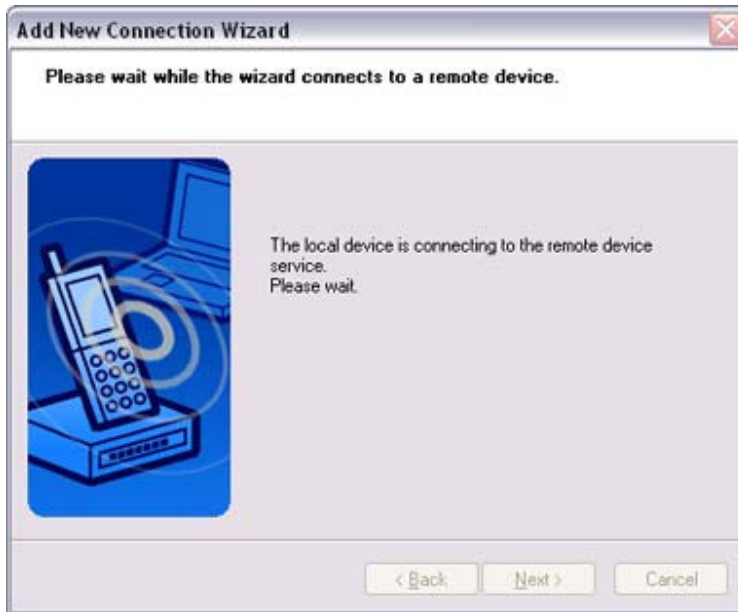 Add New Connection Wizard
Please wait while the wizard connects to a remote device.
The local device is connecting to the remote device
service.
Please wait.
< Back
Next >
Cancel